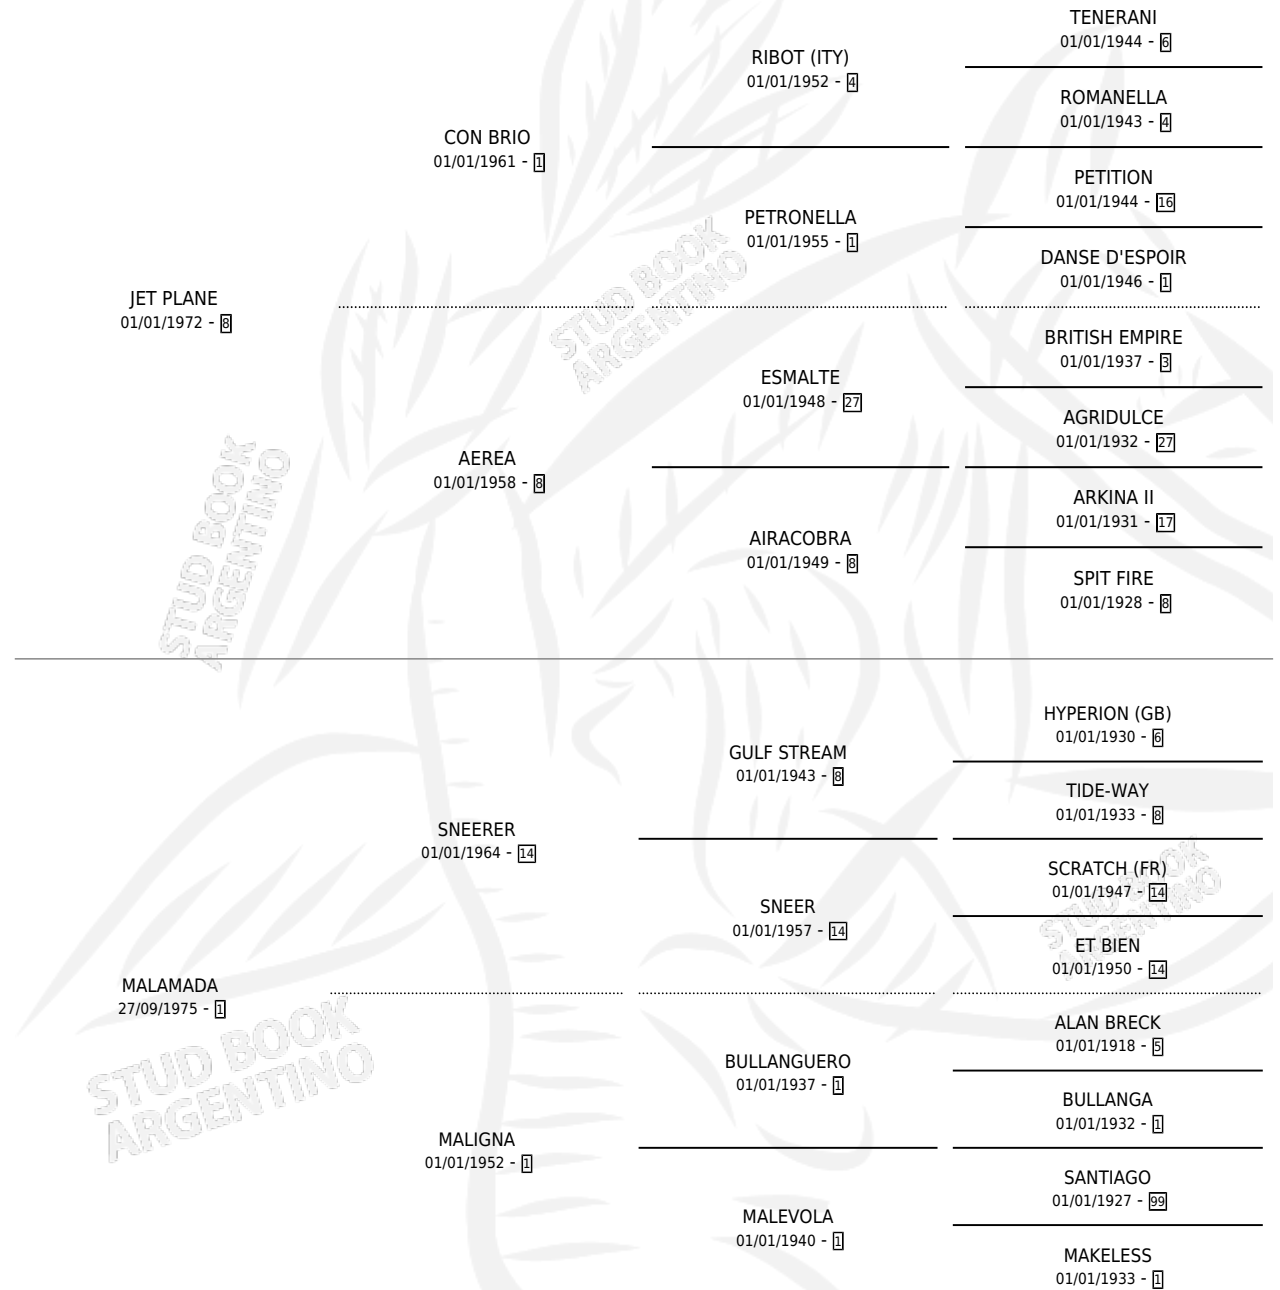 TENERANI
01/01/1944 - 6
RIBOT (ITY)
01/01/1952 - 4
ROMANELLA
01/01/1943 - 4
CON BRIO
01/01/1961 - 1
PETITION
01/01/1944 - 16
PETRONELLA
01/01/1955 - 1
DANSE D'ESPOIR
01/01/1946 - 1
JET PLANE
01/01/1972 - 8
BRITISH EMPIRE
01/01/1937 - 3
ESMALTE
01/01/1948 - 27
AGRIDULCE
01/01/1932 - 27
AEREA
01/01/1958 - 8
ARKINA II
01/01/1931 - 17
AIRACOBRA
01/01/1949 - 8
SPIT FIRE
01/01/1928 - 8
STUD BOOK
ARGENTINO
STUD BOOK
ARGENTINO
HYPERION (GB)
01/01/1930 - 6
GULF STREAM
01/01/1943 - 8
TIDE-WAY
01/01/1933 - 8
SNEERER
01/01/1964 - 14
SCRATCH (FR)
01/01/1947 - 14
SNEER
01/01/1957 - 14
ET BIEN
01/01/1950 - 14
MALAMADA
27/09/1975 - 1
ALAN BRECK
01/01/1918 - 5
BULLANGUERO
01/01/1937 - 1
BULLANGA
01/01/1932 - 1
MALIGNA
01/01/1952 - 1
SANTIAGO
01/01/1927 - 99
MALEVOLA
01/01/1940 - 1
MAKELESS
01/01/1933 - 1
STUD BOOK
ARGENTINO
STUD BOOK
ARGENTINO